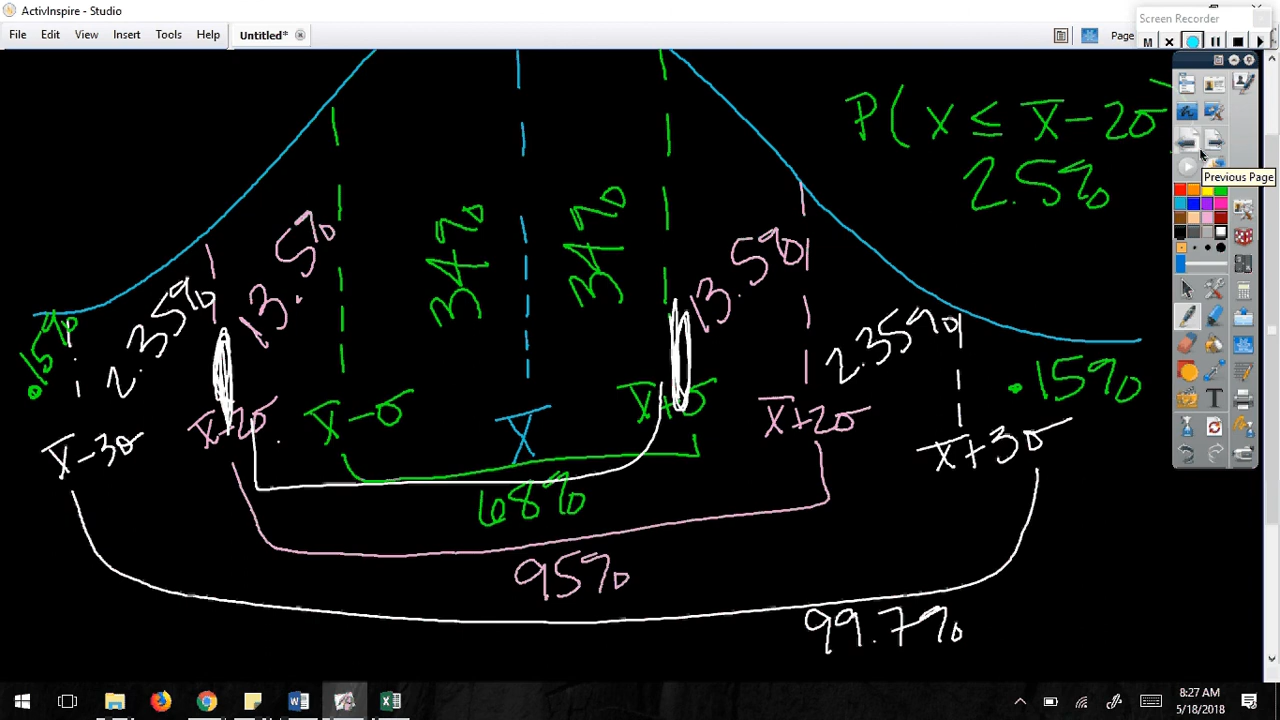 ActivInspire - Studio
Screen Recorder
File Edit View Insert Tools Help Untitled* Page
M
P( x ≤ x̅-2σ
2.5%
Previous Page
.15% 2.35% 13.5% 34% 34% 13.5% 2.35% .15%
x̅-3σ x̅-2σ x̅-σ x̅ x̅+σ x̅+2σ x̅+3σ
68%
95%
99.7%
8:27 AM
5/18/2018